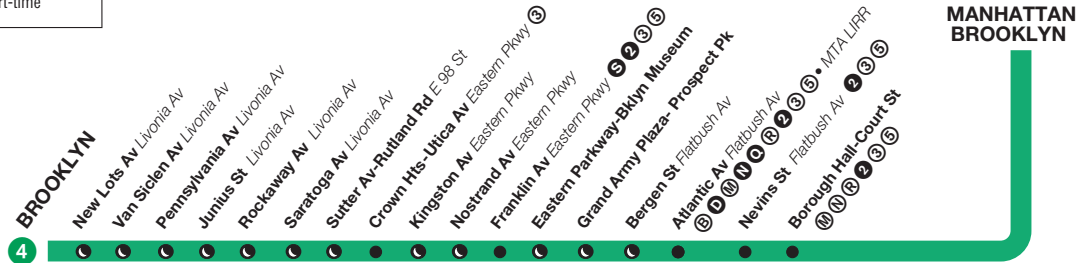 rt-time
MANHATTAN
BROOKLYN
BROOKLYN
New Lots Av Livonia Av
Van Siclen Av Livonia Av
Pennsylvania Av Livonia Av
Junius St Livonia Av
Rockaway Av Livonia Av
Saratoga Av Livonia Av
Sutter Av-Rutland Rd E 98 St
Crown Hts- Utica Av Eastern Pkwy 3
Kingston Av Eastern Pkwy
Nostrand Av Eastern Pkwy
Franklin Av Eastern Pkwy S 2 3 5
Eastern Parkway-Bklyn Museum
Grand Army Plaza- Prospect Pk
Bergen St Flatbush Av
Atlantic Av Flatbush Av
B D M N Q R 2 3 5 • MTA LIRR
Nevins St Flatbush Av 2 3 5
Borough Hall-Court St
M N R 2 3 5
4